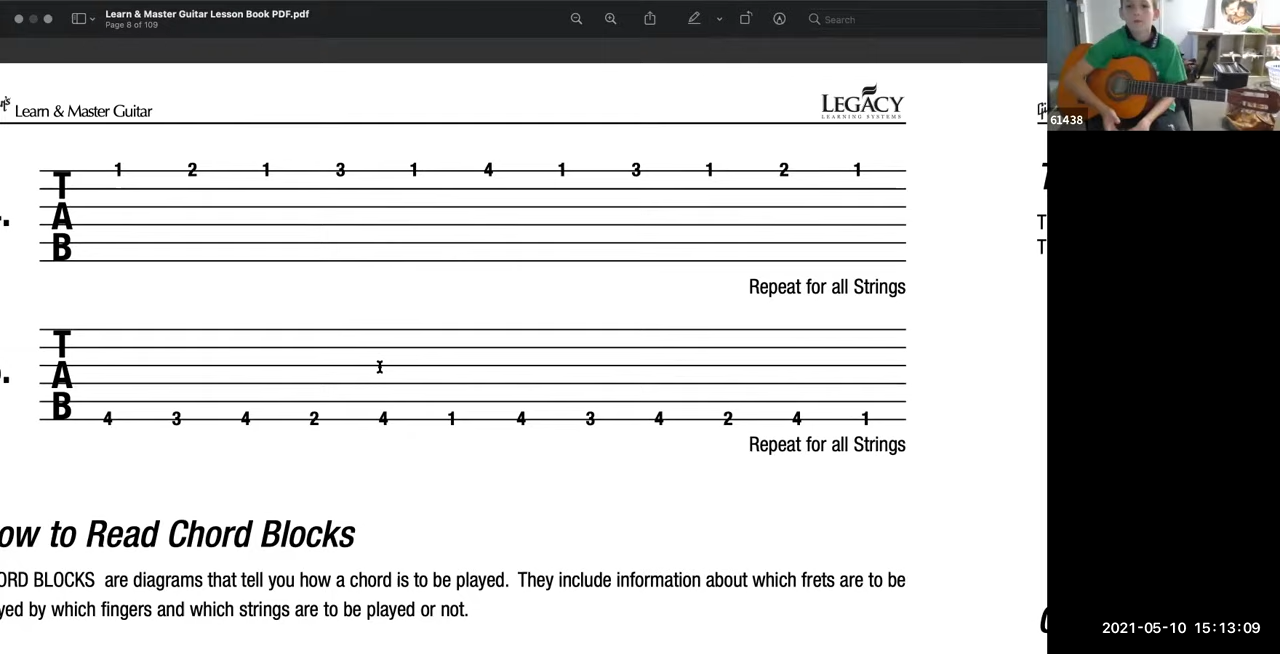 Learn & Master Guitar Lesson Book PDF.pdf
Page 8 of 109
Search
61438
Learn & Master Guitar
LEGACY
LEARNING SYSTEMS
T
A
B
1 2 1 3 1 4 1 3 1 2 1
Repeat for all Strings
T
A
B
4 3 4 2 4 1 4 3 4 2 4 1
Repeat for all Strings
ow to Read Chord Blocks
ORD BLOCKS are diagrams that tell you how a chord is to be played. They include information about which frets are to be
yed by which fingers and which strings are to be played or not.
2021-05-10 15:13:09